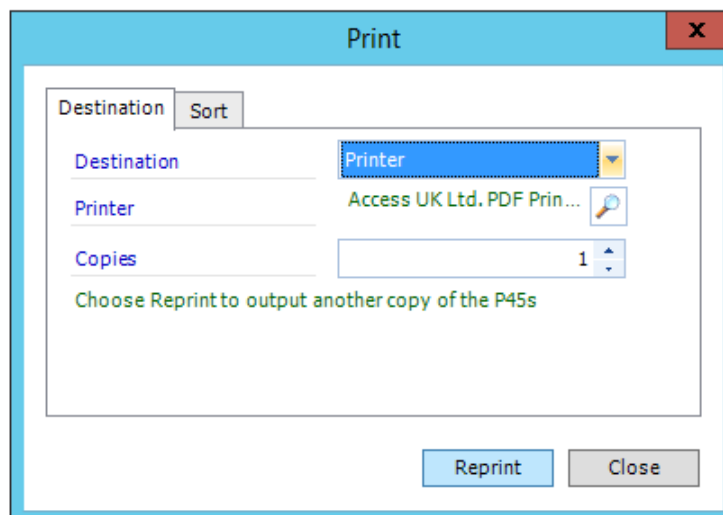 Print
x
Destination Sort
Destination Printer
Printer Access UK Ltd. PDF Prin...
Copies 1
Choose Reprint to output another copy of the P45s
Reprint Close